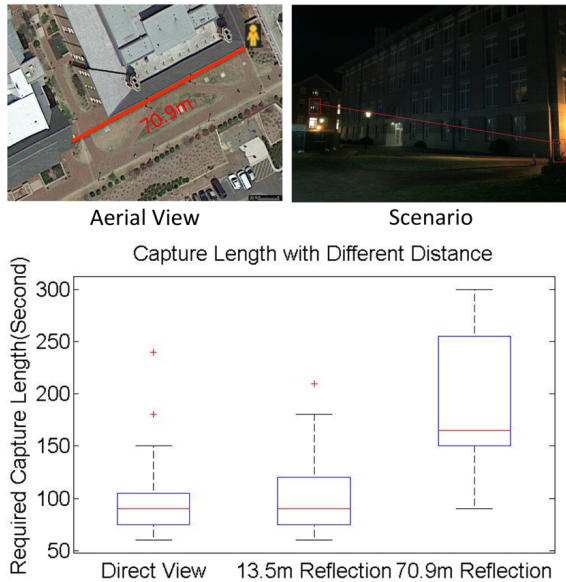 70.9m
Aerial View
Scenario
Capture Length with Different Distance
Required Capture Length(Second)
300
250
200
150
100
50
Direct View
13.5m Reflection
70.9m Reflection